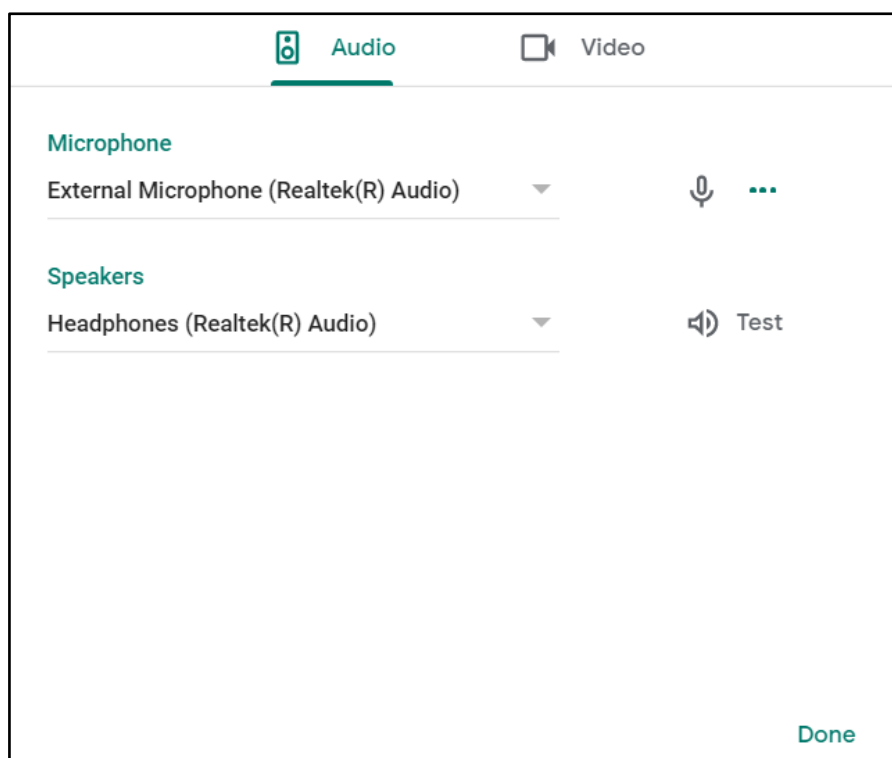 Audio Video
Microphone
External Microphone (Realtek(R) Audio)
Speakers
Headphones (Realtek(R) Audio)
Test
Done